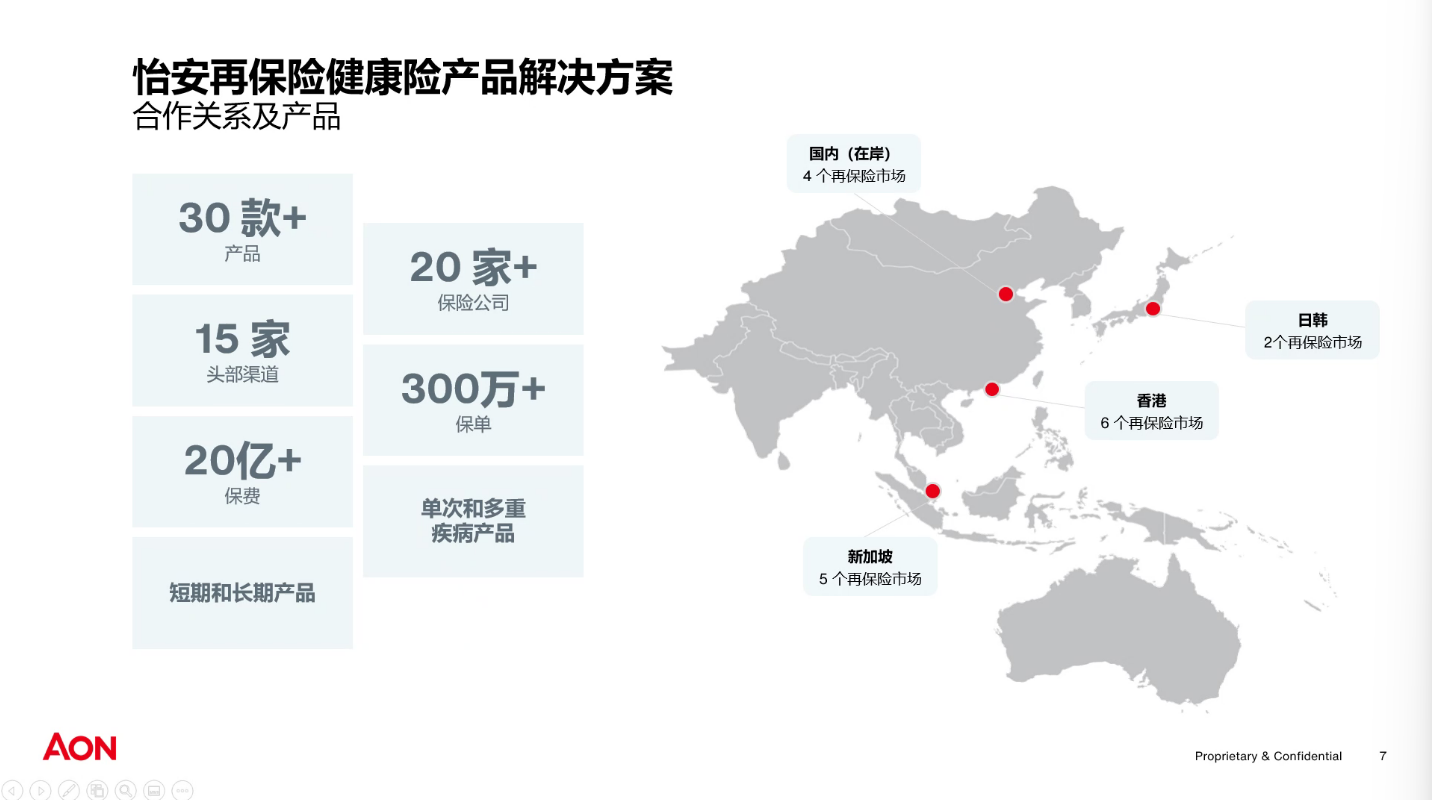 怡安再保险健康险产品解决方案
合作关系及产品
30 款+
产品
15 家
头部渠道
20亿+
保费
短期和长期产品
20 家+
保险公司
300万+
保单
单次和多重
疾病产品
国内（在岸）
4 个再保险市场
日韩
2个再保险市场
香港
6 个再保险市场
新加坡
5 个再保险市场
AON
Proprietary & Confidential
7